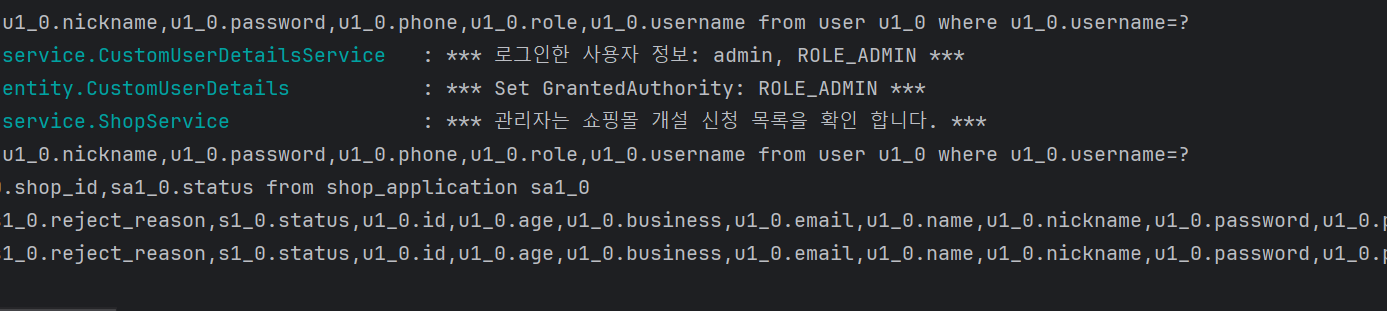 u1_0.nickname,u1_0.password,u1_0.phone,u1_0.role,u1_0.username from user u1_0 where u1_0.username=?
service.CustomUserDetailsService : *** 로그인한 사용자 정보: admin, ROLE_ADMIN ***
entity.CustomUserDetails : *** Set GrantedAuthority: ROLE_ADMIN ***
service.ShopService : *** 관리자는 쇼핑몰 개설 신청 목록을 확인 합니다. ***
u1_0.nickname,u1_0.password,u1_0.phone,u1_0.role,u1_0.username from user u1_0 where u1_0.username=?
.shop_id,sa1_0.status from shop_application sa1_0
s1_0.reject_reason,s1_0.status,u1_0.id,u1_0.age,u1_0.business,u1_0.email,u1_0.name,u1_0.nickname,u1_0.password,u1_0.p
s1_0.reject_reason,s1_0.status,u1_0.id,u1_0.age,u1_0.business,u1_0.email,u1_0.name,u1_0.nickname,u1_0.password,u1_0.p